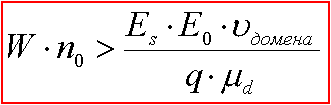 W · n₀ > (E_s · E₀ · υ_домена) / (q · μ_d)